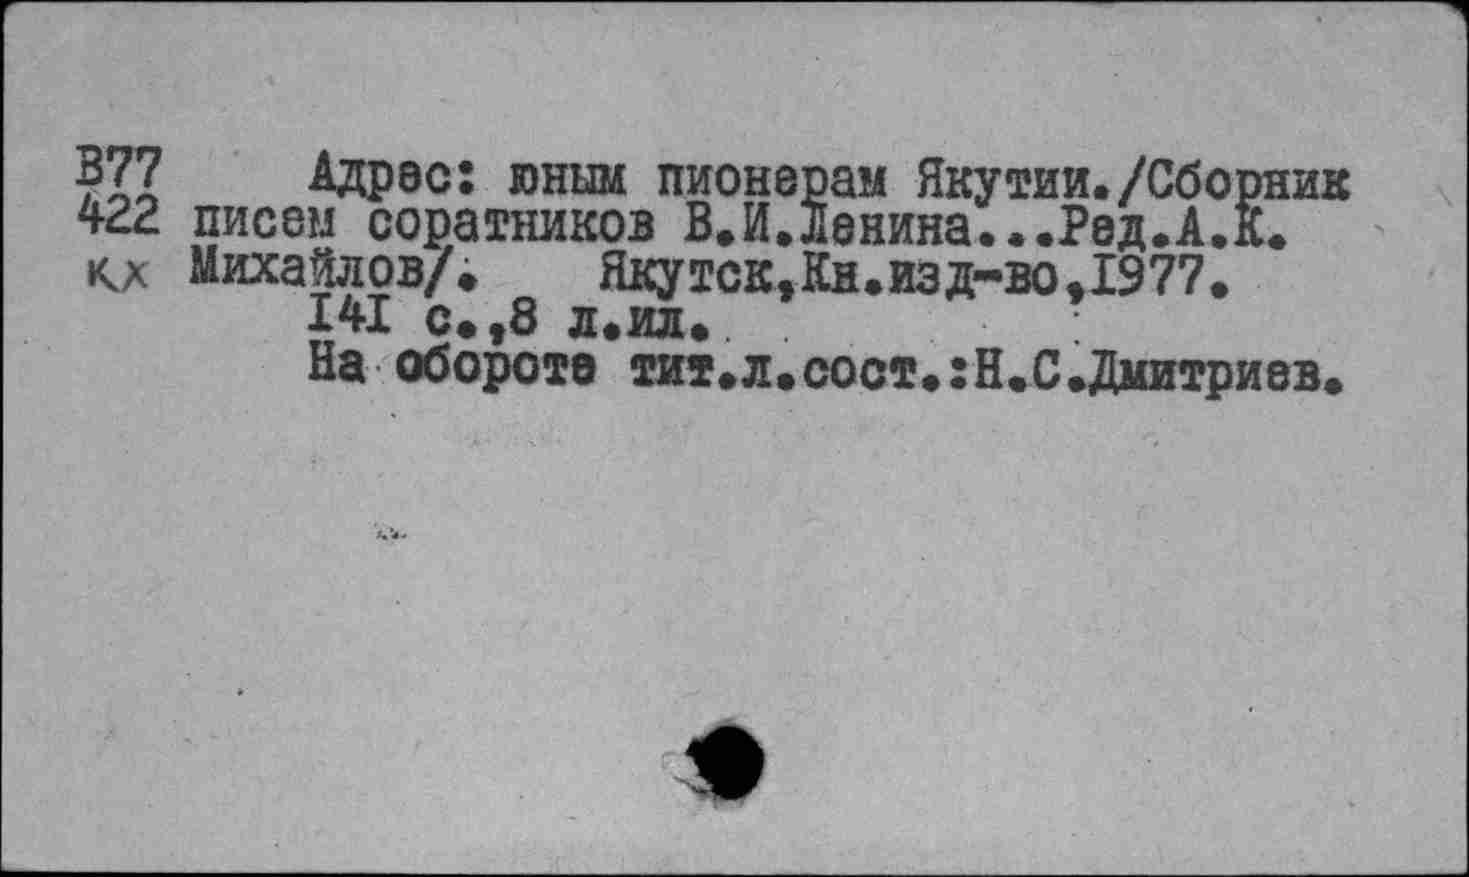 В77 Адрес: юным пионерам Якутии./Сборник
422 писем соратников В.И.Ленина...Ред.А.К.
кх Михайлов/. Якутск,Кн.изд-во,1977.
141 с.,8 л.ил.
На обороте тит.л.сост.:Н.С.Дмитриев.